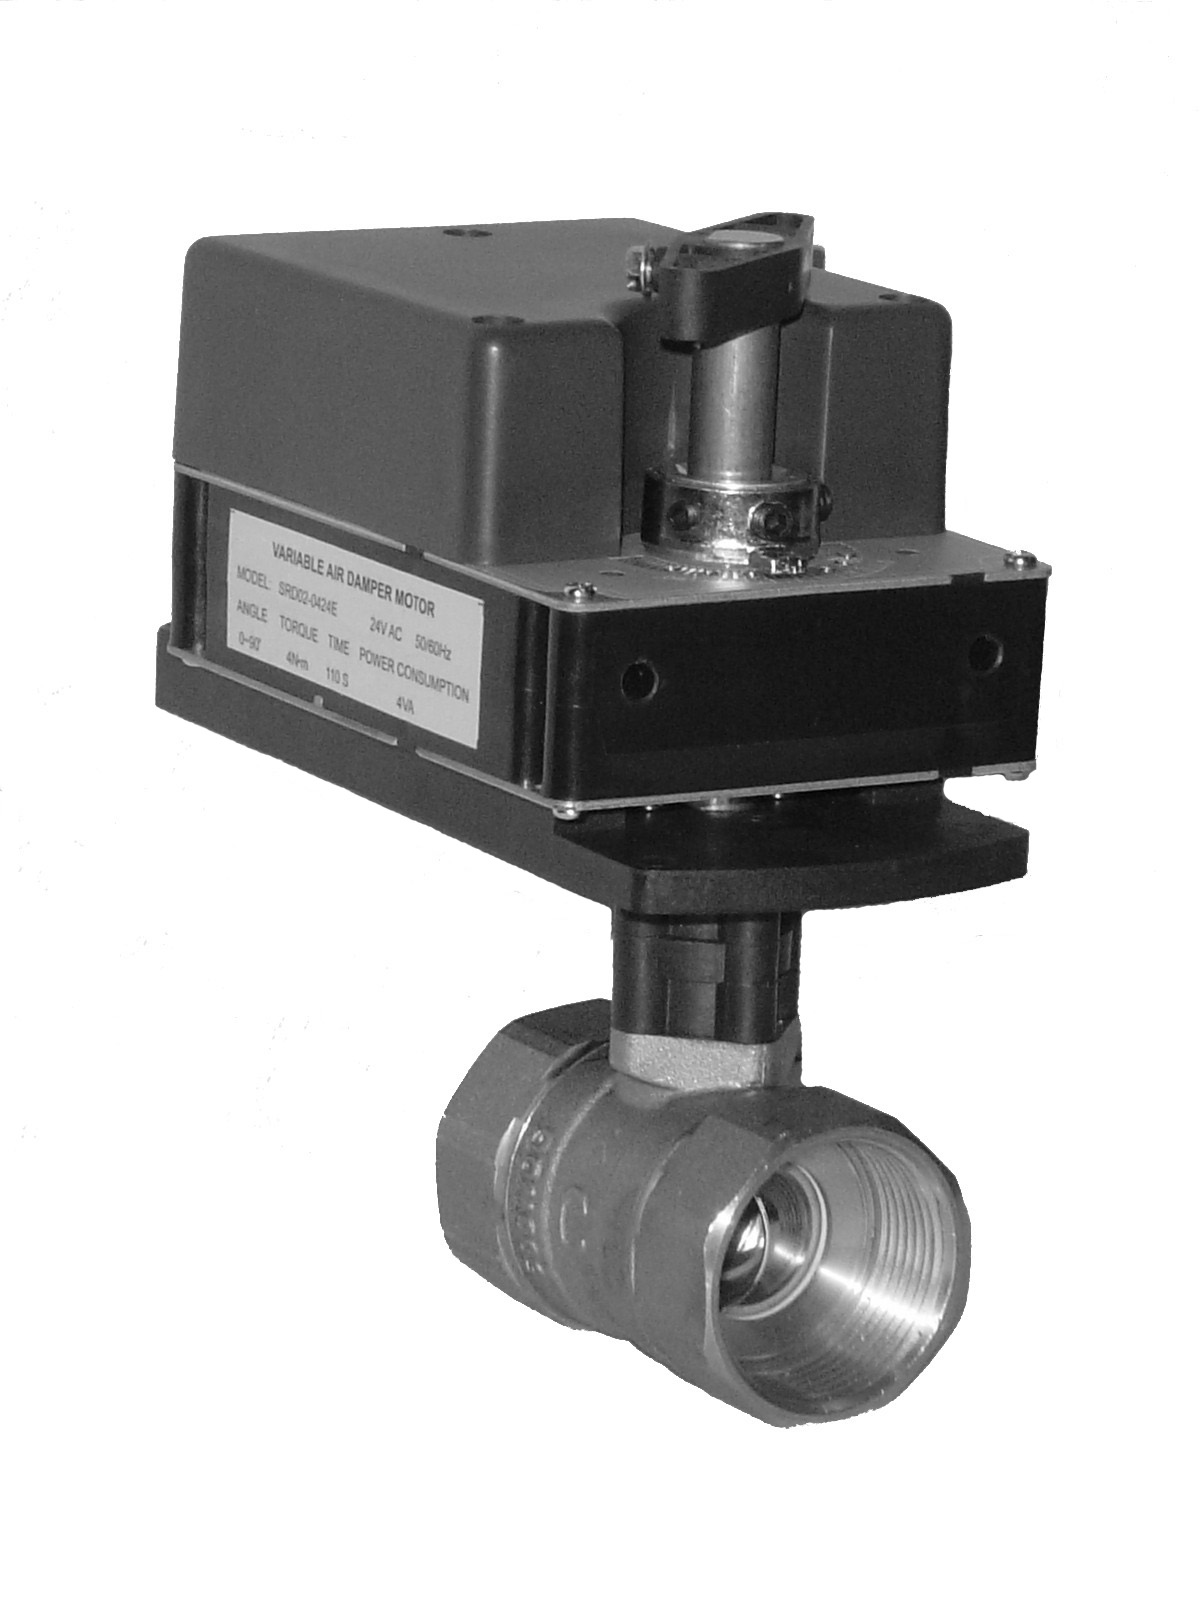 VARIABLE AIR DAMPER MOTOR
MODEL: SRD02-0424E 24V AC 50/60Hz
ANGLE TORQUE TIME POWER CONSUMPTION
0~90° 4N·m 110 S 4VA
C